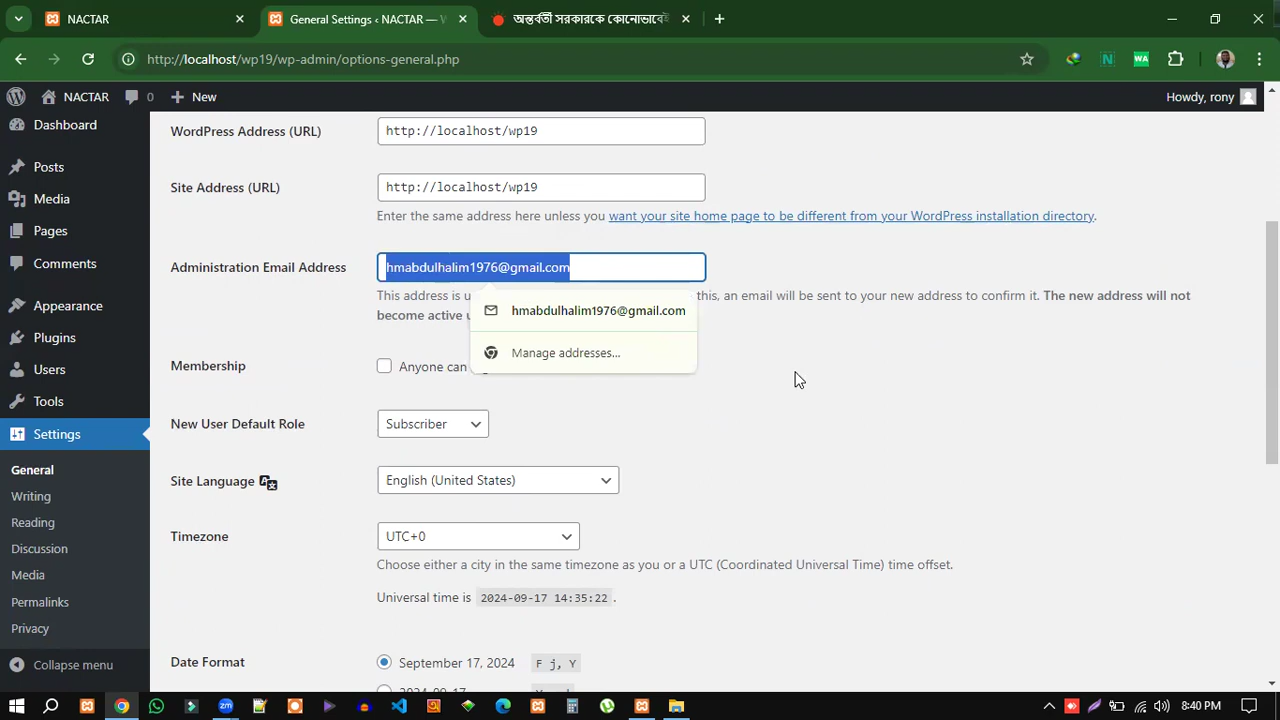 NACTAR
General Settings ‹ NACTAR — W
অন্তর্বর্তী সরকারকে কোনোভাবেই
http://localhost/wp19/wp-admin/options-general.php
N
WA
NACTAR
0
New
Howdy, rony
Dashboard
Posts
Media
Pages
Comments
Appearance
Plugins
Users
Tools
Settings
General
Writing
Reading
Discussion
Media
Permalinks
Privacy
Collapse menu
WordPress Address (URL)
http://localhost/wp19
Site Address (URL)
http://localhost/wp19
Enter the same address here unless you want your site home page to be different from your WordPress installation directory.
Administration Email Address
hmabdulhalim1976@gmail.com
This address is u this, an email will be sent to your new address to confirm it. The new address will not
become active u
hmabdulhalim1976@gmail.com
Manage addresses...
Membership
Anyone can
New User Default Role
Subscriber
Site Language
English (United States)
Timezone
UTC+0
Choose either a city in the same timezone as you or a UTC (Coordinated Universal Time) time offset.
Universal time is 2024-09-17 14:35:22 .
Date Format
September 17, 2024
F j, Y
zm
8:40 PM